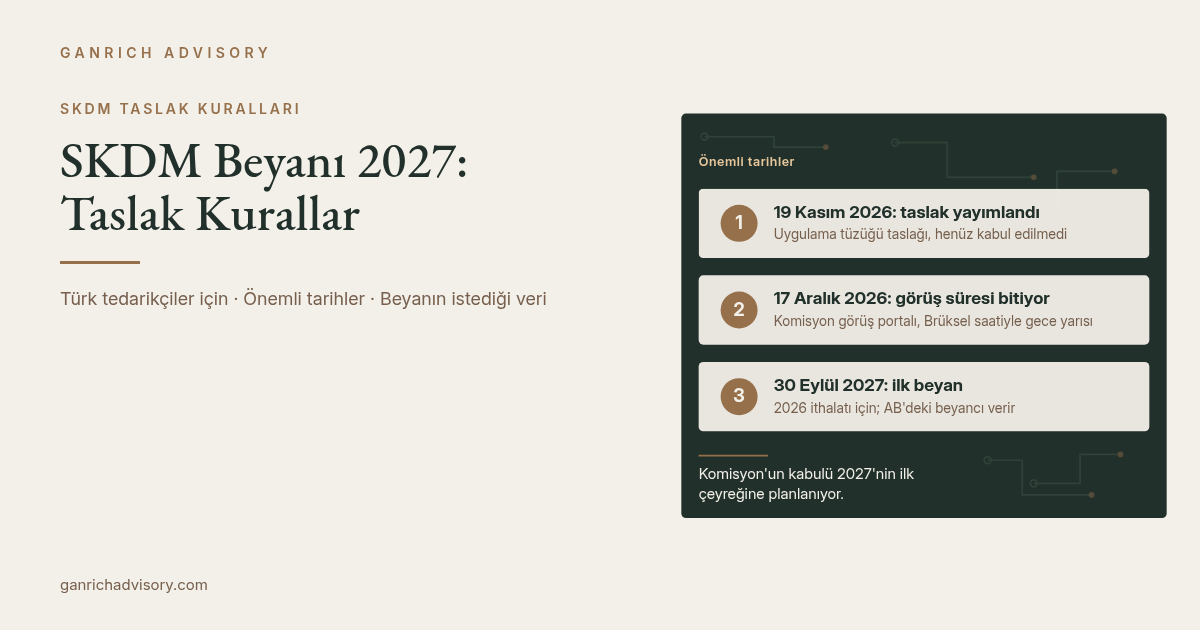 GANRICH ADVISORY
SKDM TASLAK KURALLARI
SKDM Beyanı 2027:
Taslak Kurallar
Türk tedarikçiler için · Önemli tarihler · Beyanın istediği veri
ganrichadvisory.com
Önemli tarihler
1
19 Kasım 2026: taslak yayımlandı
Uygulama tüzüğü taslağı, henüz kabul edilmedi
2
17 Aralık 2026: görüş süresi bitiyor
Komisyon görüş portalı, Brüksel saatiyle gece yarısı
3
30 Eylül 2027: ilk beyan
2026 ithalatı için; AB'deki beyancı verir
Komisyon'un kabulü 2027'nin ilk
çeyreğine planlanıyor.